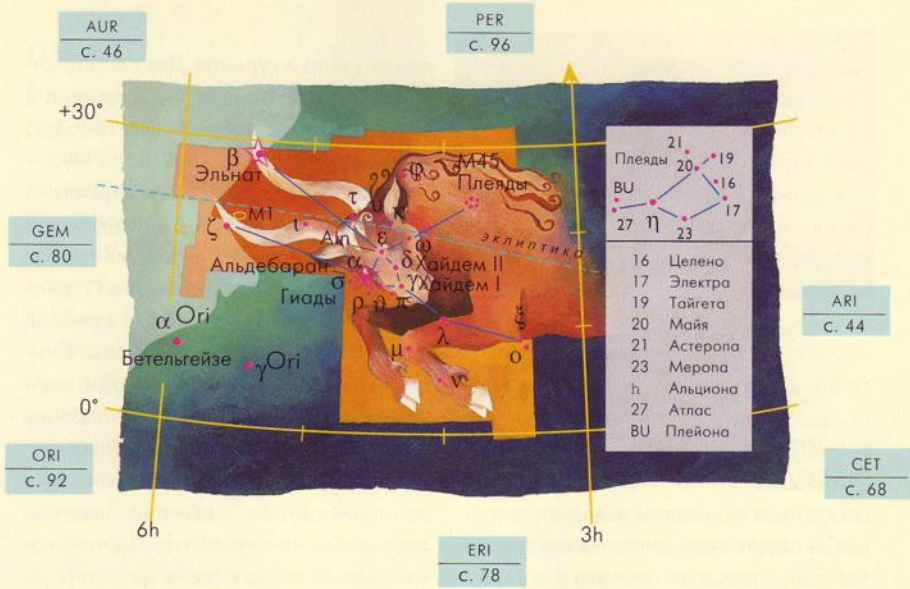 AUR
с. 46
PER
с. 96
+30°
β
Эльнат
φ
M45
Плеяды
21
Плеяды
20
19
16
BU
27
η
23
17
τ
υ
κ
ζ
M1
ι
Ain
ε
ω
эклиптика
GEM
с. 80
Альдебаран
α
δ
Хайдем II
γ
Хайдем I
Гиады
σ
ρ
ϑ
π
16 Целено
17 Электра
19 Тайгета
20 Майя
21 Астеропа
23 Меропа
h Альциона
27 Атлас
BU Плейона
ARI
с. 44
α Ori
Бетельгейзе
γ Ori
λ
ξ
ο
μ
ν
0°
ORI
с. 92
CET
с. 68
6h
3h
ERI
с. 78